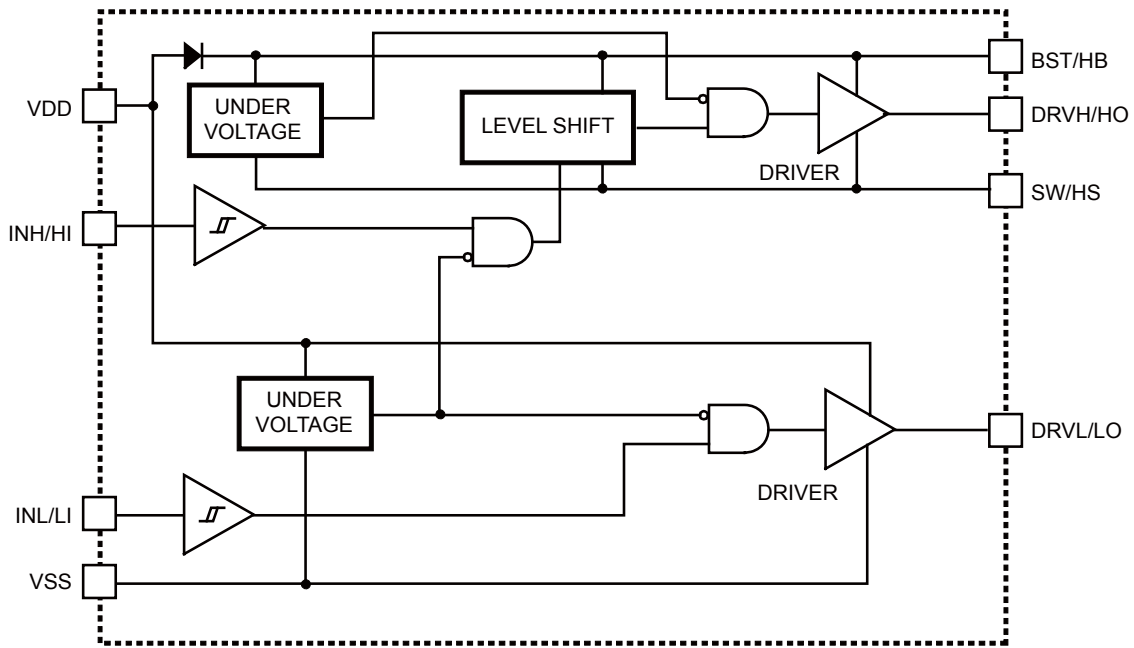 BST/HB
VDD
UNDER
VOLTAGE
LEVEL SHIFT
DRVH/HO
DRIVER
SW/HS
INH/HI
UNDER
VOLTAGE
DRVL/LO
DRIVER
INL/LI
VSS